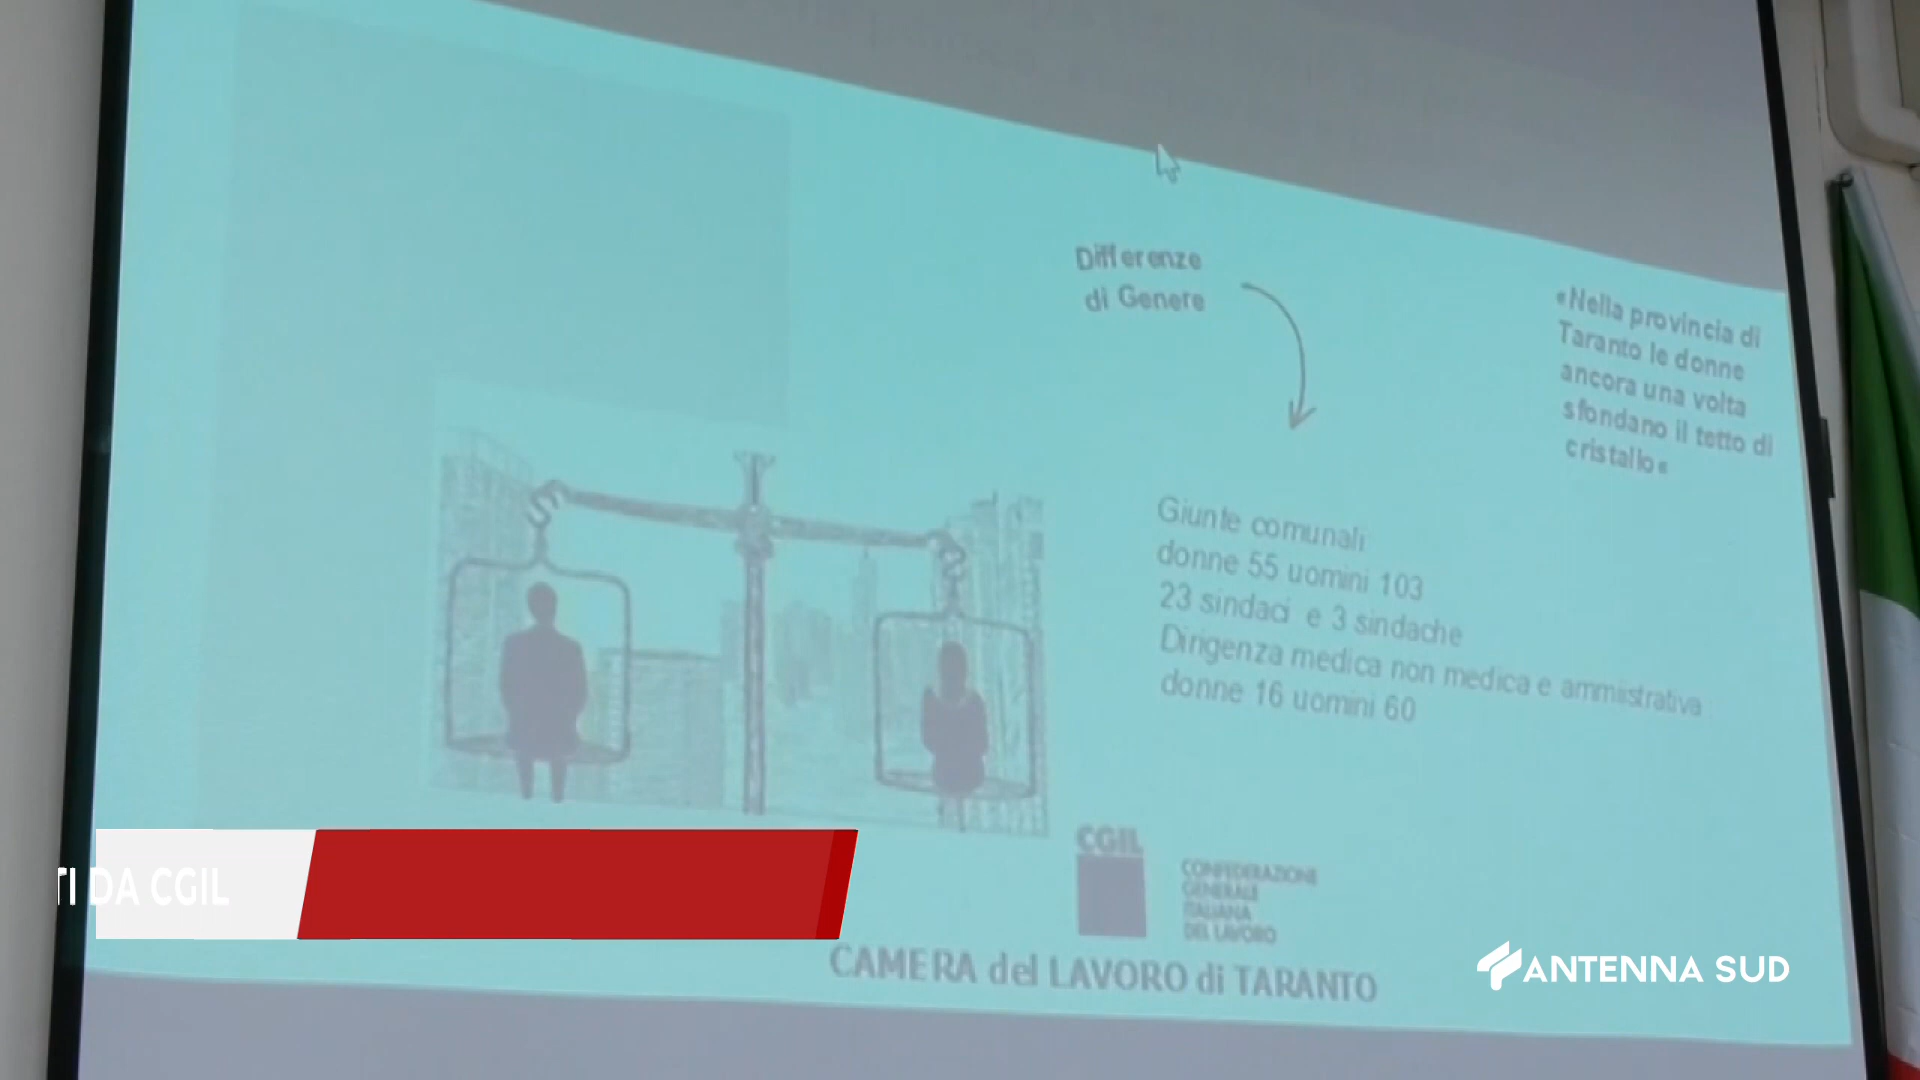 Differenze
di Genere
«Nella provincia di
Taranto le donne
ancora una volta
sfondano il tetto di
cristallo«
Giunte comunali
donne 55 uomini 103
23 sindaci e 3 sindache
Dirigenza medica non medica e ammiistrativa
donne 16 uomini 60
CGIL
CONFEDERAZIONE
GENERALE
ITALIANA
DEL LAVORO
CAMERA del LAVORO di TARANTO
TI DA CGIL
ANTENNA SUD